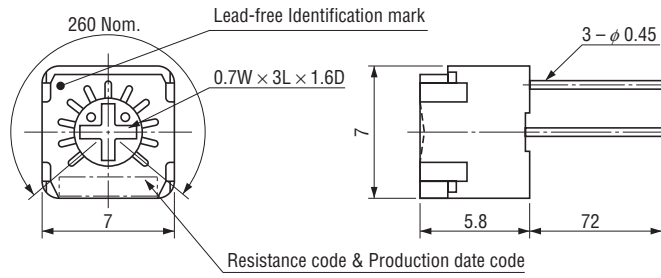 Lead-free Identification mark
260 Nom.
3 – ϕ 0.45
0.7W × 3L × 1.6D
7
7
5.8
72
Resistance code & Production date code